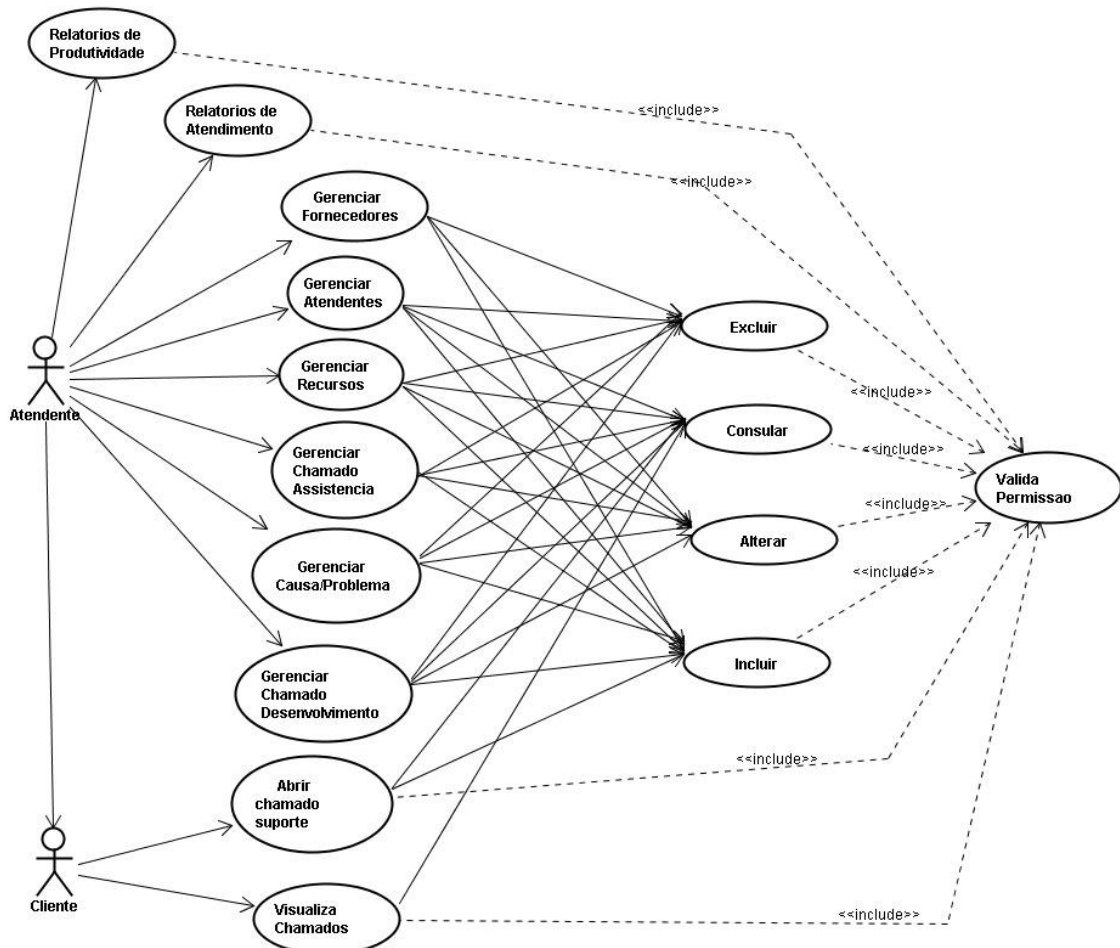 Relatorios de
Produtividade
<<include>>
Relatorios de
Atendimento
<<include>>
Gerenciar
Fornecedores
Gerenciar
Atendentes
Excluir
Gerenciar
Recursos
Atendente
<<include>>
Consular
<<include>>
Gerenciar
Chamado
Assistencia
Valida
Permissao
<<include>>
Alterar
Gerenciar
Causa/Problema
<<include>>
Incluir
Gerenciar
Chamado
Desenvolvimento
<<include>>
Abrir
chamado
suporte
Cliente
Visualiza
Chamados
<<include>>